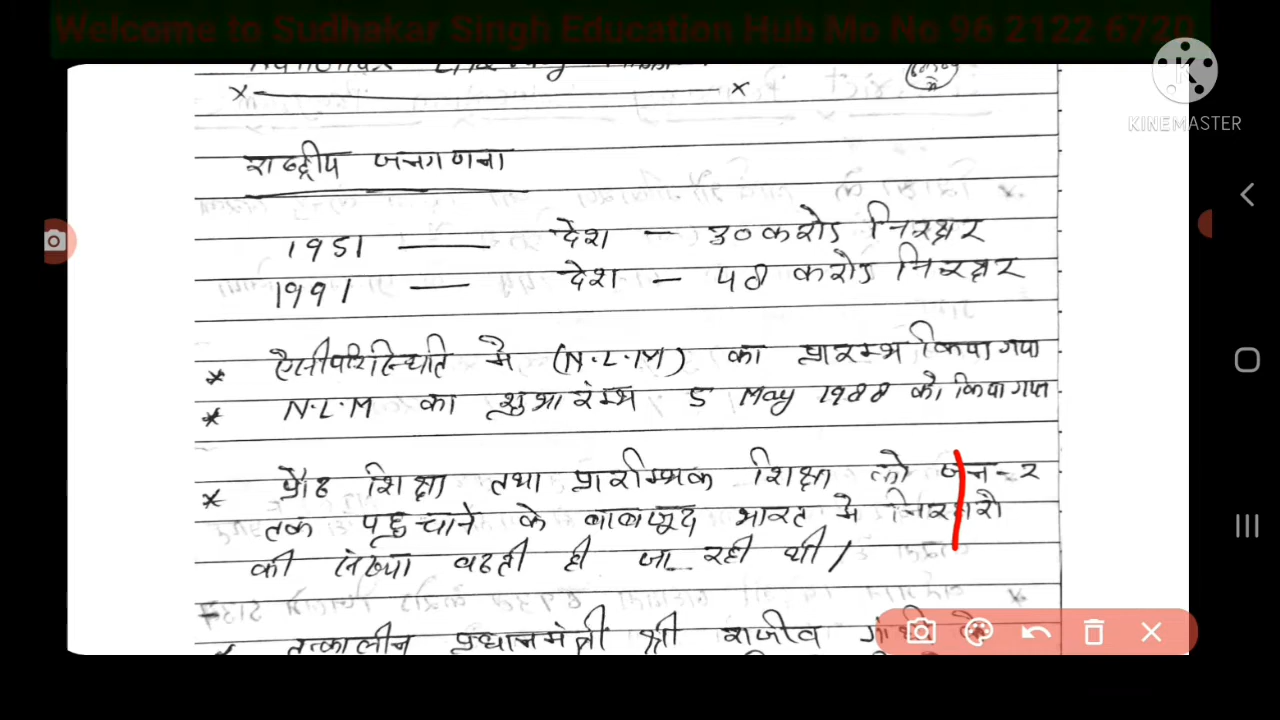 Welcome to Sudhakar Singh Education Hub Mo No 96 2122 6720
KINEMASTER
राष्ट्रीय जनगणना
1951 — देश - 30 करोड निरक्षर
1991 — देश - 48 करोड निरक्षर
* ऐसी परिस्थिति मे (N.L.M) का प्रारम्भ किया गया
* N.L.M का शुभारंम्भ 5 May 1988 को किया गया
* प्रौढ शिक्षा तथा प्रारम्भिक शिक्षा को जन-२
तक पहुचाने के बाबजूद भारत मे निरक्षरो
की संख्या बढती ही जा रही थी /
* तत्कालीन प्रधानमंत्री श्री राजीव